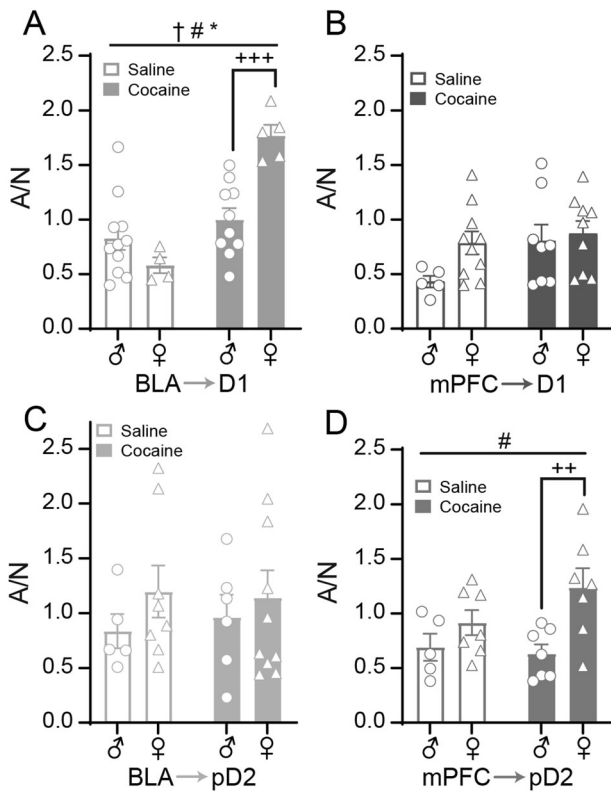 A
† # *
+++
2.5
2.0
1.5
1.0
0.5
0.0
A/N
Saline
Cocaine
♂ ♀ ♂ ♀
BLA → D1
B
2.5
2.0
1.5
1.0
0.5
0.0
A/N
Saline
Cocaine
♂ ♀ ♂ ♀
mPFC → D1
C
2.5
2.0
1.5
1.0
0.5
0.0
A/N
Saline
Cocaine
♂ ♀ ♂ ♀
BLA → pD2
D
#
++
2.5
2.0
1.5
1.0
0.5
0.0
A/N
Saline
Cocaine
♂ ♀ ♂ ♀
mPFC → pD2